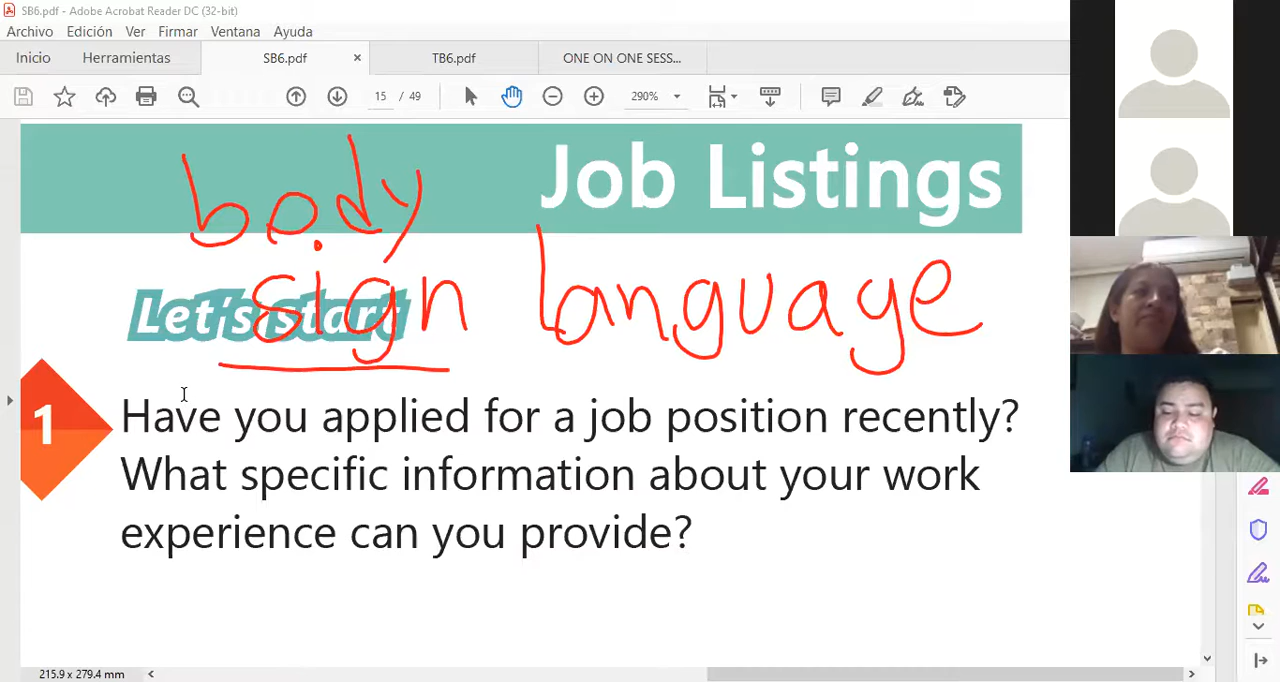 SB6.pdf - Adobe Acrobat Reader DC (32-bit)
Archivo Edición Ver Firmar Ventana Ayuda
Inicio Herramientas SB6.pdf × TB6.pdf ONE ON ONE SESS...
15 / 49 290%
Job Listings
body
sign language
Let's start
1
Have you applied for a job position recently?
What specific information about your work
experience can you provide?
215.9 x 279.4 mm